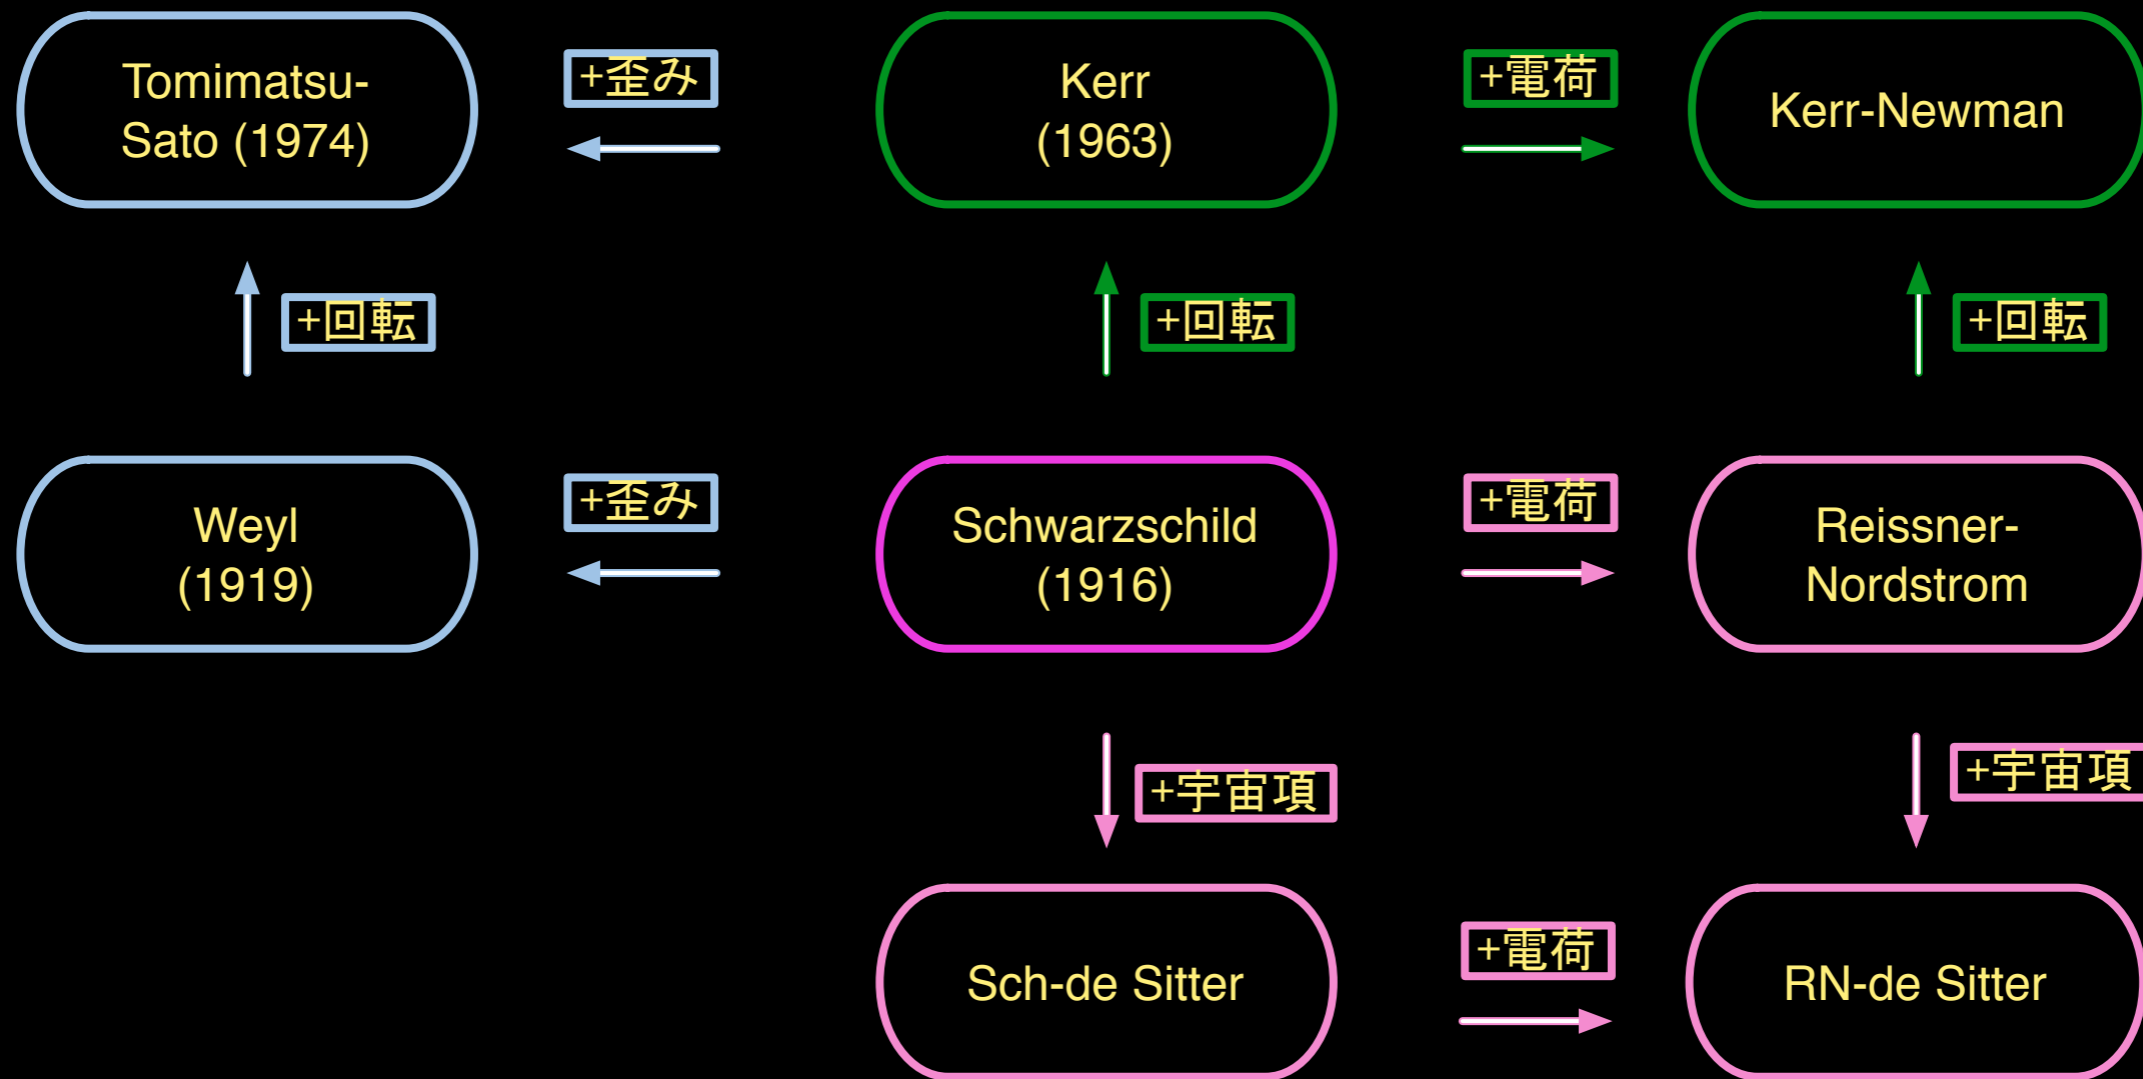 Tomimatsu-
Sato (1974)
+歪み
Kerr
(1963)
+電荷
Kerr-Newman
+回転
+回転
+回転
Weyl
(1919)
+歪み
Schwarzschild
(1916)
+電荷
Reissner-
Nordstrom
+宇宙項
+宇宙項
Sch-de Sitter
+電荷
RN-de Sitter